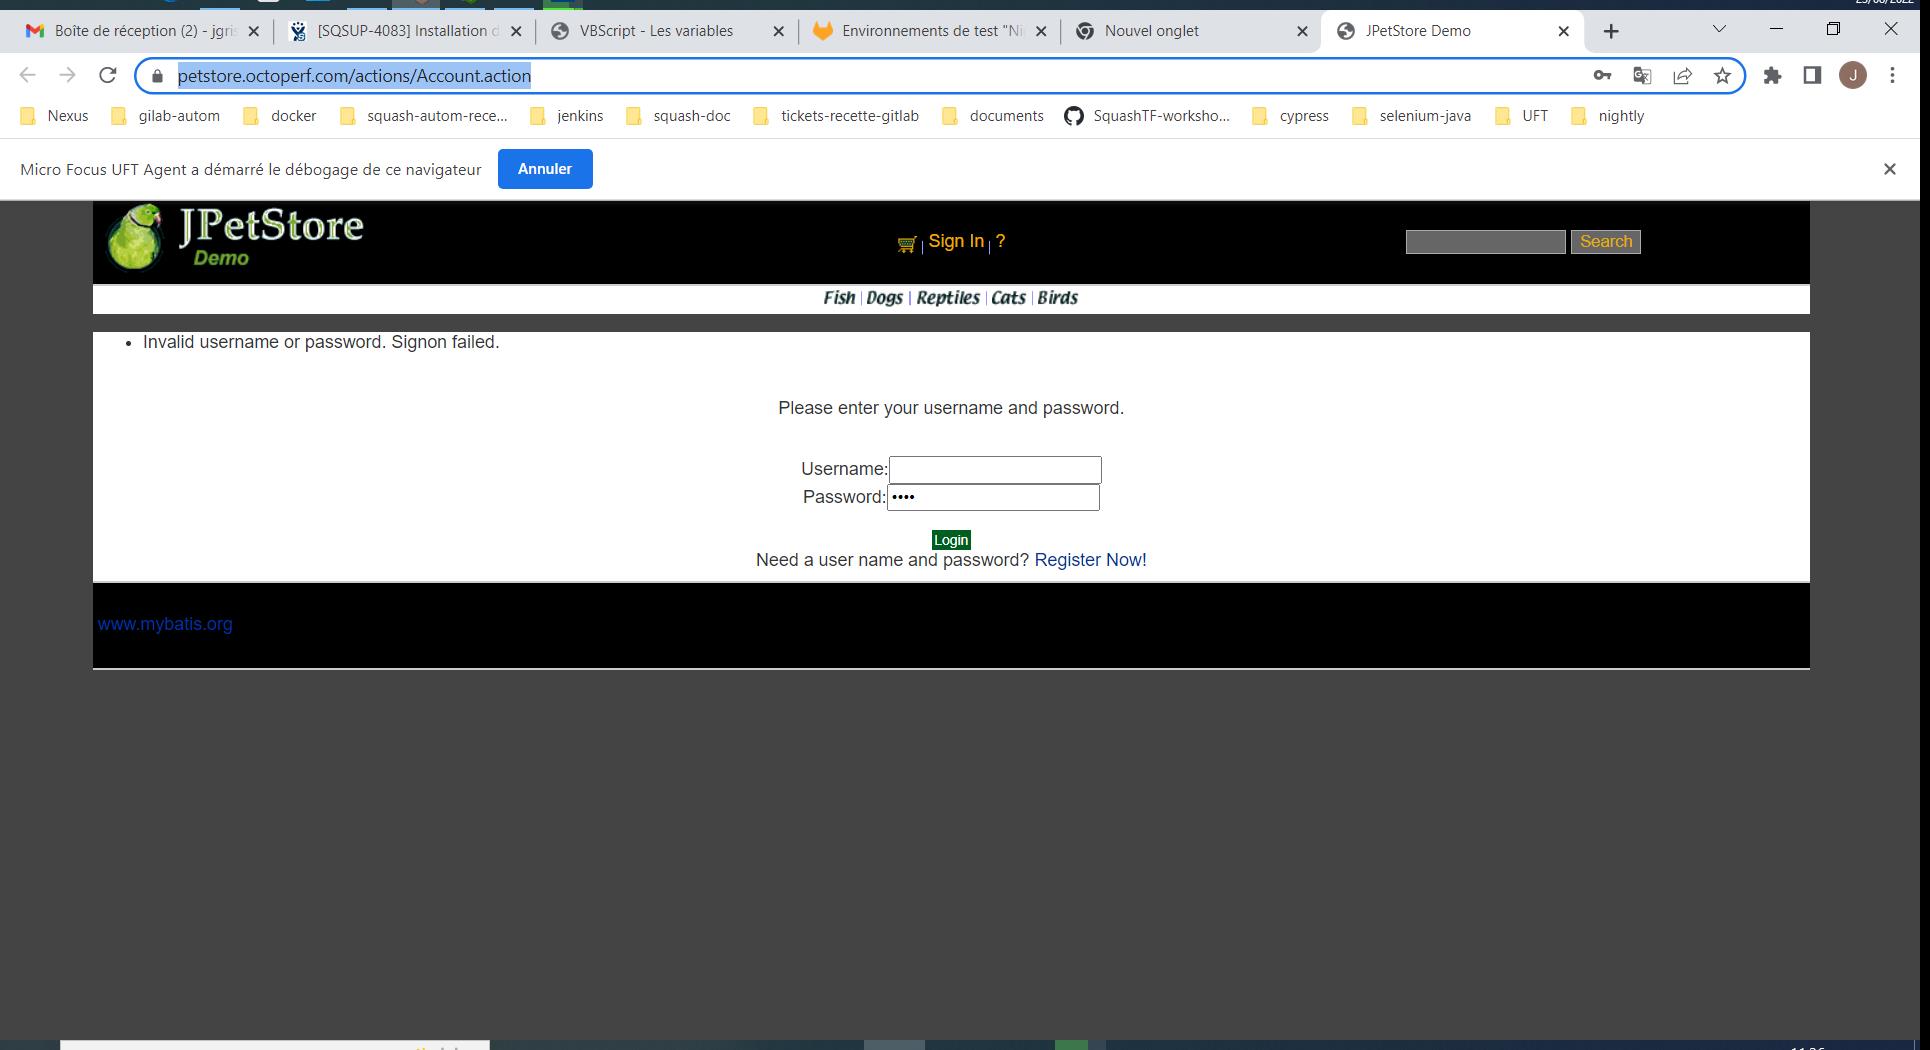 Boîte de réception (2) - jgris
[SQSUP-4083] Installation d
VBScript - Les variables
Environnements de test "Ni
Nouvel onglet
JPetStore Demo
petstore.octoperf.com/actions/Account.action
J
Nexus
gilab-autom
docker
squash-autom-rece...
jenkins
squash-doc
tickets-recette-gitlab
documents
SquashTF-worksho...
cypress
selenium-java
UFT
nightly
Micro Focus UFT Agent a démarré le débogage de ce navigateur
Annuler
JPetStore
Demo
Sign In | ?
Search
Fish | Dogs | Reptiles | Cats | Birds
Invalid username or password. Signon failed.
Please enter your username and password.
Username:
Password: ••••
Login
Need a user name and password? Register Now!
www.mybatis.org